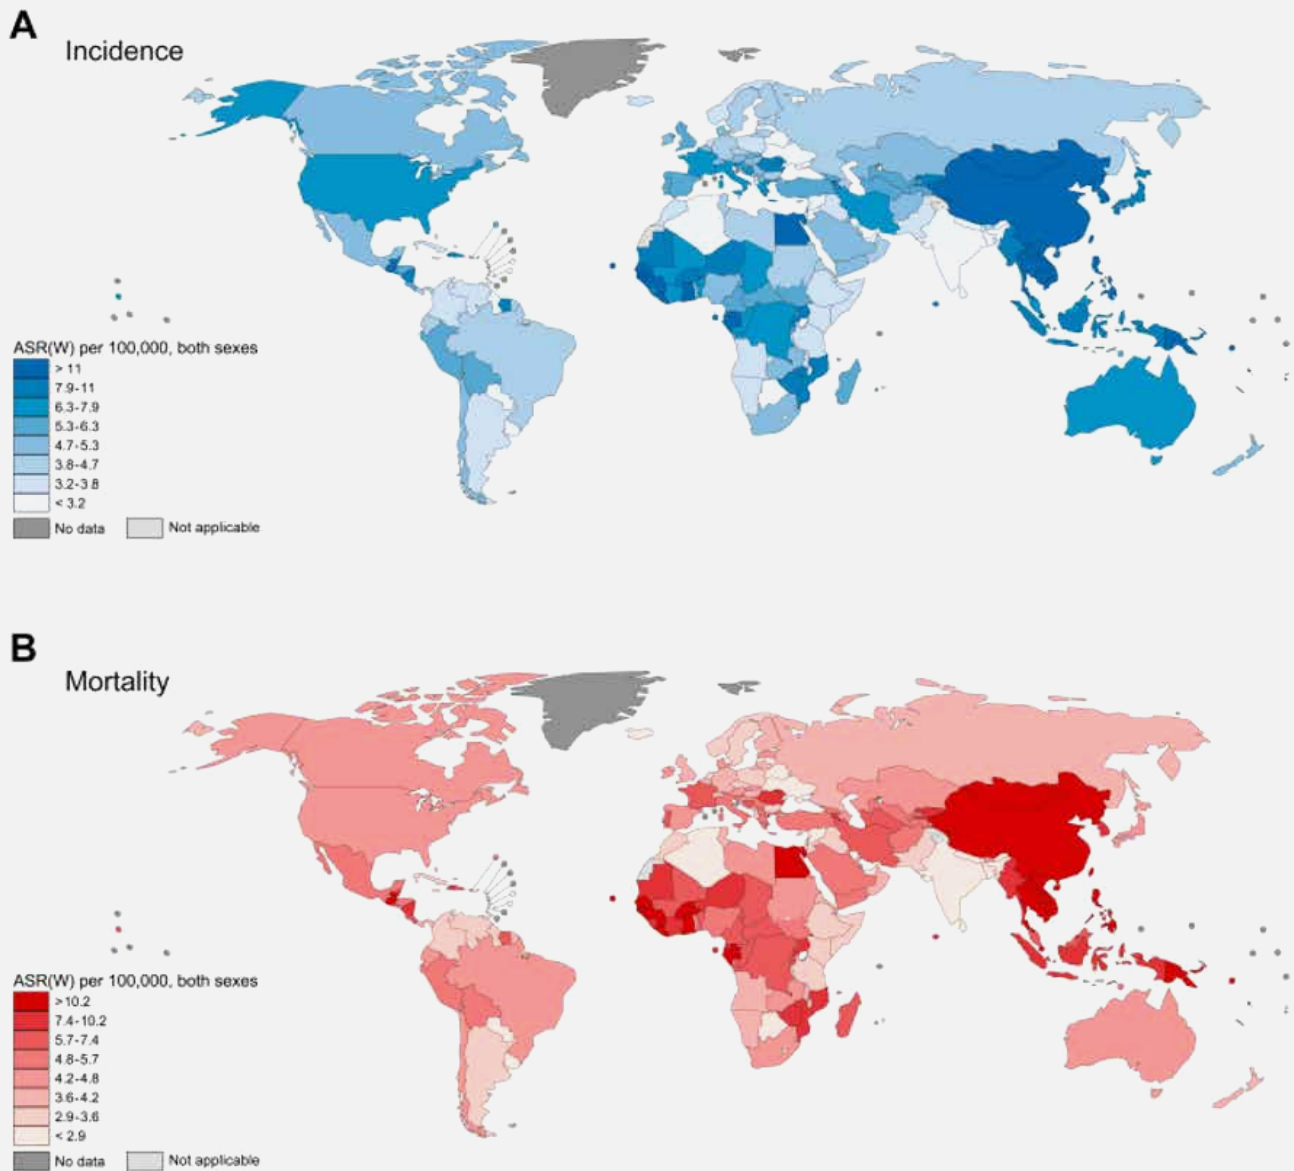 A
Incidence
ASR(W) per 100,000, both sexes
> 11
7.9-11
6.3-7.9
5.3-6.3
4.7-5.3
3.8-4.7
3.2-3.8
< 3.2
No data
Not applicable
B
Mortality
ASR(W) per 100,000, both sexes
>10.2
7.4-10.2
5.7-7.4
4.8-5.7
4.2-4.8
3.6-4.2
2.9-3.6
< 2.9
No data
Not applicable